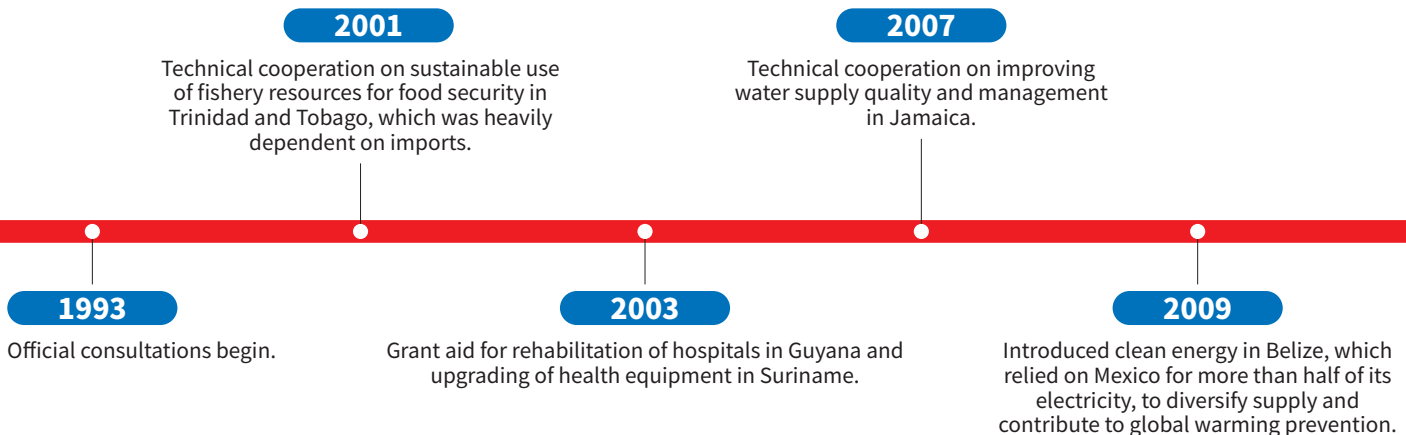 2001
Technical cooperation on sustainable use
of fishery resources for food security in
Trinidad and Tobago, which was heavily
dependent on imports.
2007
Technical cooperation on improving
water supply quality and management
in Jamaica.
1993
Official consultations begin.
2003
Grant aid for rehabilitation of hospitals in Guyana and
upgrading of health equipment in Suriname.
2009
Introduced clean energy in Belize, which
relied on Mexico for more than half of its
electricity, to diversify supply and
contribute to global warming prevention.